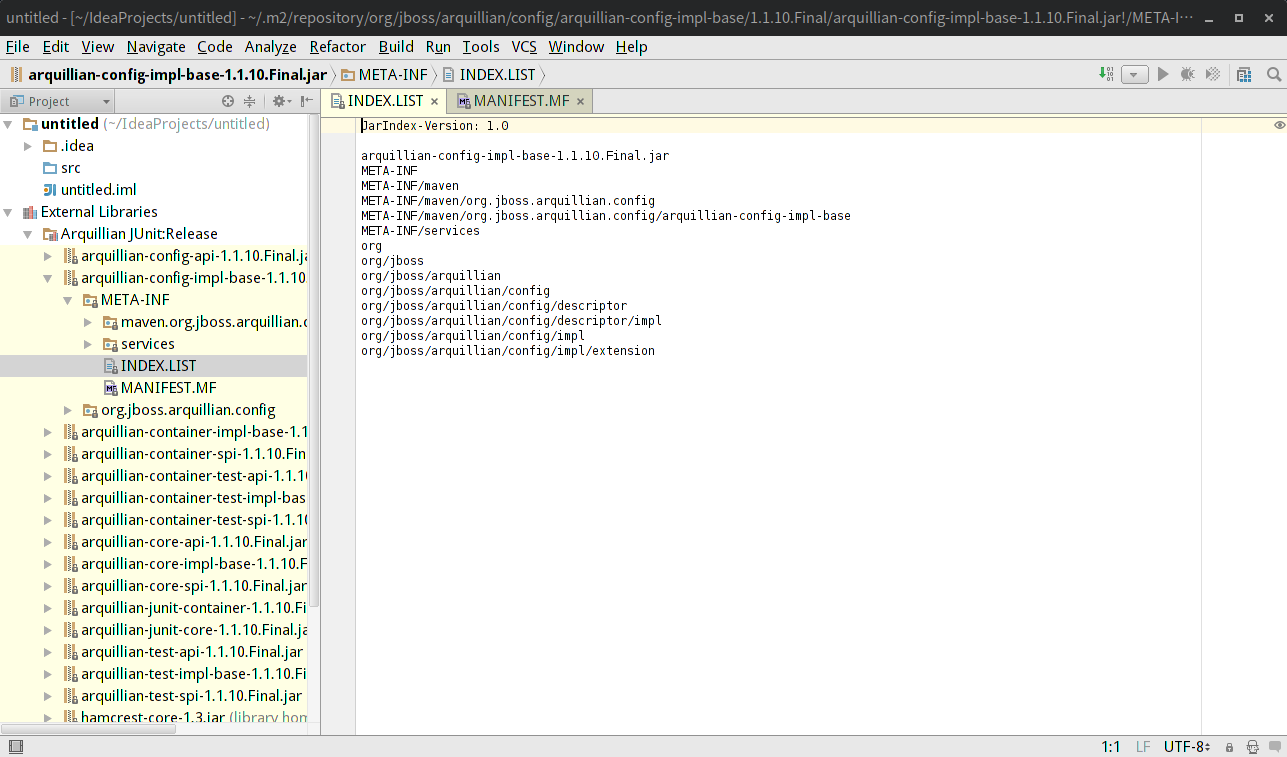 untitled - [~/IdeaProjects/untitled] - ~/.m2/repository/org/jboss/arquillian/config/arquillian-config-impl-base/1.1.10.Final/arquillian-config-impl-base-1.1.10.Final.jar!/META-I···
File Edit View Navigate Code Analyze Refactor Build Run Tools VCS Window Help
arquillian-config-impl-base-1.1.10.Final.jar META-INF INDEX.LIST
Project
INDEX.LIST MANIFEST.MF
untitled (~/IdeaProjects/untitled)
.idea
src
untitled.iml
External Libraries
Arquillian JUnit:Release
arquillian-config-api-1.1.10.Final.ja
arquillian-config-impl-base-1.1.10.
META-INF
maven.org.jboss.arquillian.c
services
INDEX.LIST
MANIFEST.MF
org.jboss.arquillian.config
arquillian-container-impl-base-1.1
arquillian-container-spi-1.1.10.Fin
arquillian-container-test-api-1.1.10
arquillian-container-test-impl-bas
arquillian-container-test-spi-1.1.10
arquillian-core-api-1.1.10.Final.jar
arquillian-core-impl-base-1.1.10.F
arquillian-core-spi-1.1.10.Final.jar
arquillian-junit-container-1.1.10.Fi
arquillian-junit-core-1.1.10.Final.ja
arquillian-test-api-1.1.10.Final.jar
arquillian-test-impl-base-1.1.10.Fi
arquillian-test-spi-1.1.10.Final.jar
hamcrest-core-1.3.jar (library hom
JarIndex-Version: 1.0
arquillian-config-impl-base-1.1.10.Final.jar
META-INF
META-INF/maven
META-INF/maven/org.jboss.arquillian.config
META-INF/maven/org.jboss.arquillian.config/arquillian-config-impl-base
META-INF/services
org
org/jboss
org/jboss/arquillian
org/jboss/arquillian/config
org/jboss/arquillian/config/descriptor
org/jboss/arquillian/config/descriptor/impl
org/jboss/arquillian/config/impl
org/jboss/arquillian/config/impl/extension
1:1 LF UTF-8